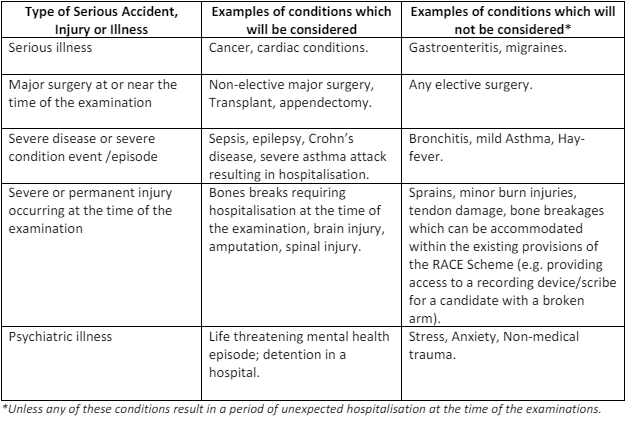 Type of Serious Accident,
Injury or Illness
Examples of conditions which
will be considered
Examples of conditions which will
not be considered*
Serious illness
Cancer, cardiac conditions.
Gastroenteritis, migraines.
Major surgery at or near the
time of the examination
Non-elective major surgery,
Transplant, appendectomy.
Any elective surgery.
Severe disease or severe
condition event /episode
Sepsis, epilepsy, Crohn’s
disease, severe asthma attack
resulting in hospitalisation.
Bronchitis, mild Asthma, Hay-
fever.
Severe or permanent injury
occurring at the time of the
examination
Bones breaks requiring
hospitalisation at the time of
the examination, brain injury,
amputation, spinal injury.
Sprains, minor burn injuries,
tendon damage, bone breakages
which can be accommodated
within the existing provisions of
the RACE Scheme (e.g. providing
access to a recording device/scribe
for a candidate with a broken
arm).
Psychiatric illness
Life threatening mental health
episode; detention in a
hospital.
Stress, Anxiety, Non-medical
trauma.
*Unless any of these conditions result in a period of unexpected hospitalisation at the time of the examinations.